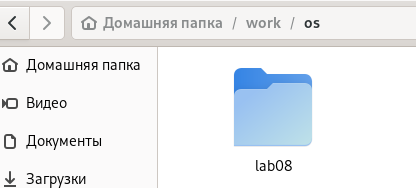 Домашняя папка / work / os
Домашняя папка
Видео
Документы
Загрузки
lab08